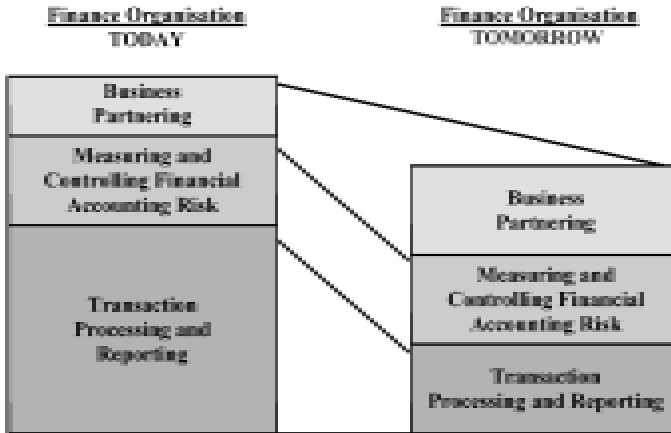 Finance Organisation
TODAY
Finance Organisation
TOMORROW
Business
Partnering
Measuring and
Controlling Financial
Accounting Risk
Transaction
Processing and
Reporting
Business
Partnering
Measuring and
Controlling Financial
Accounting Risk
Transaction
Processing and Reporting